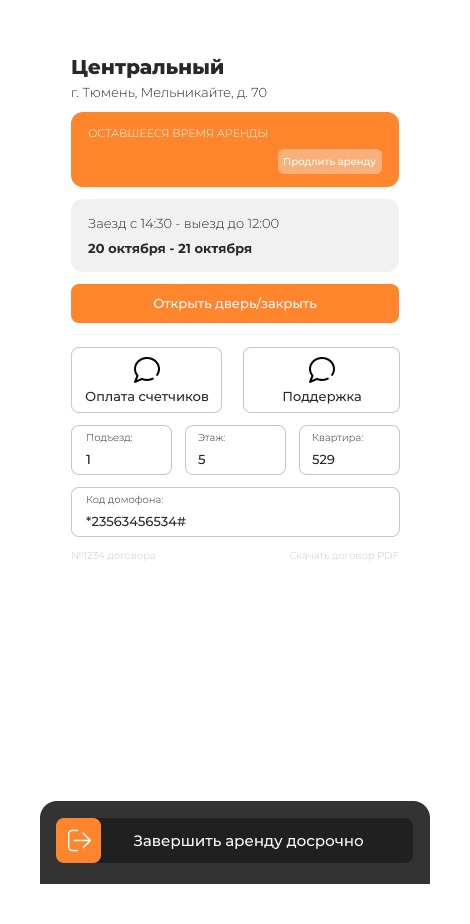 Центральный
г. Тюмень, Мельникайте, д. 70
ОСТАВШЕЕСЯ ВРЕМЯ АРЕНДЫ
Продлить аренду
Заезд с 14:30 - выезд до 12:00
20 октября - 21 октября
Открыть дверь/закрыть
Оплата счетчиков
Поддержка
Подъезд:
1
Этаж:
5
Квартира:
529
Код домофона:
*23563456534#
№1234 договора
Скачать договор PDF
Завершить аренду досрочно